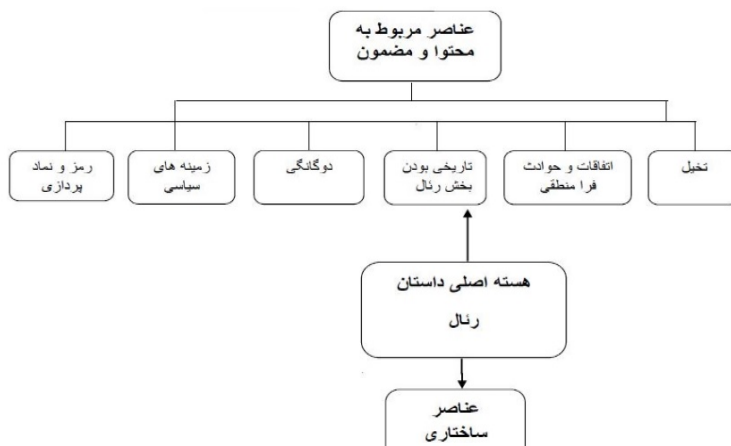 عناصر مربوط به
محتوا و مضمون
تخیل
اتفاقات و حوادث
فرا منطقی
تاریخی بودن
بخش رئال
دوگانگی
زمینه های
سیاسی
رمز و نماد
پردازی
هسته اصلی داستان
رئال
عناصر
ساختاری